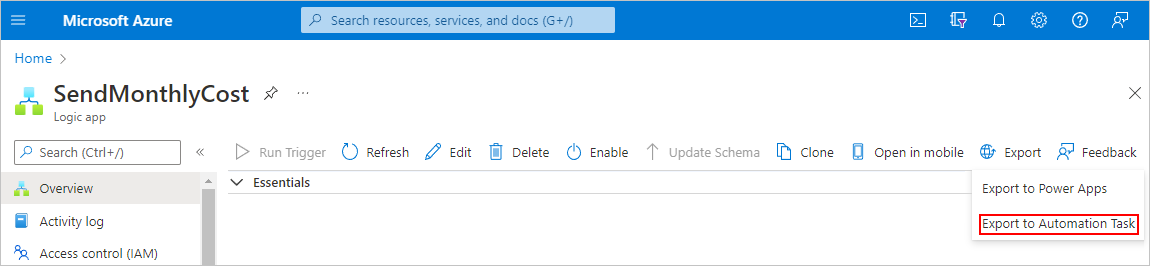 Microsoft Azure
Search resources, services, and docs (G+/)
Home
SendMonthlyCost
Logic app
Search (Ctrl+/)
Run Trigger Refresh Edit Delete Enable Update Schema Clone Open in mobile Export Feedback
Essentials
Export to Power Apps
Export to Automation Task
Overview
Activity log
Access control (IAM)